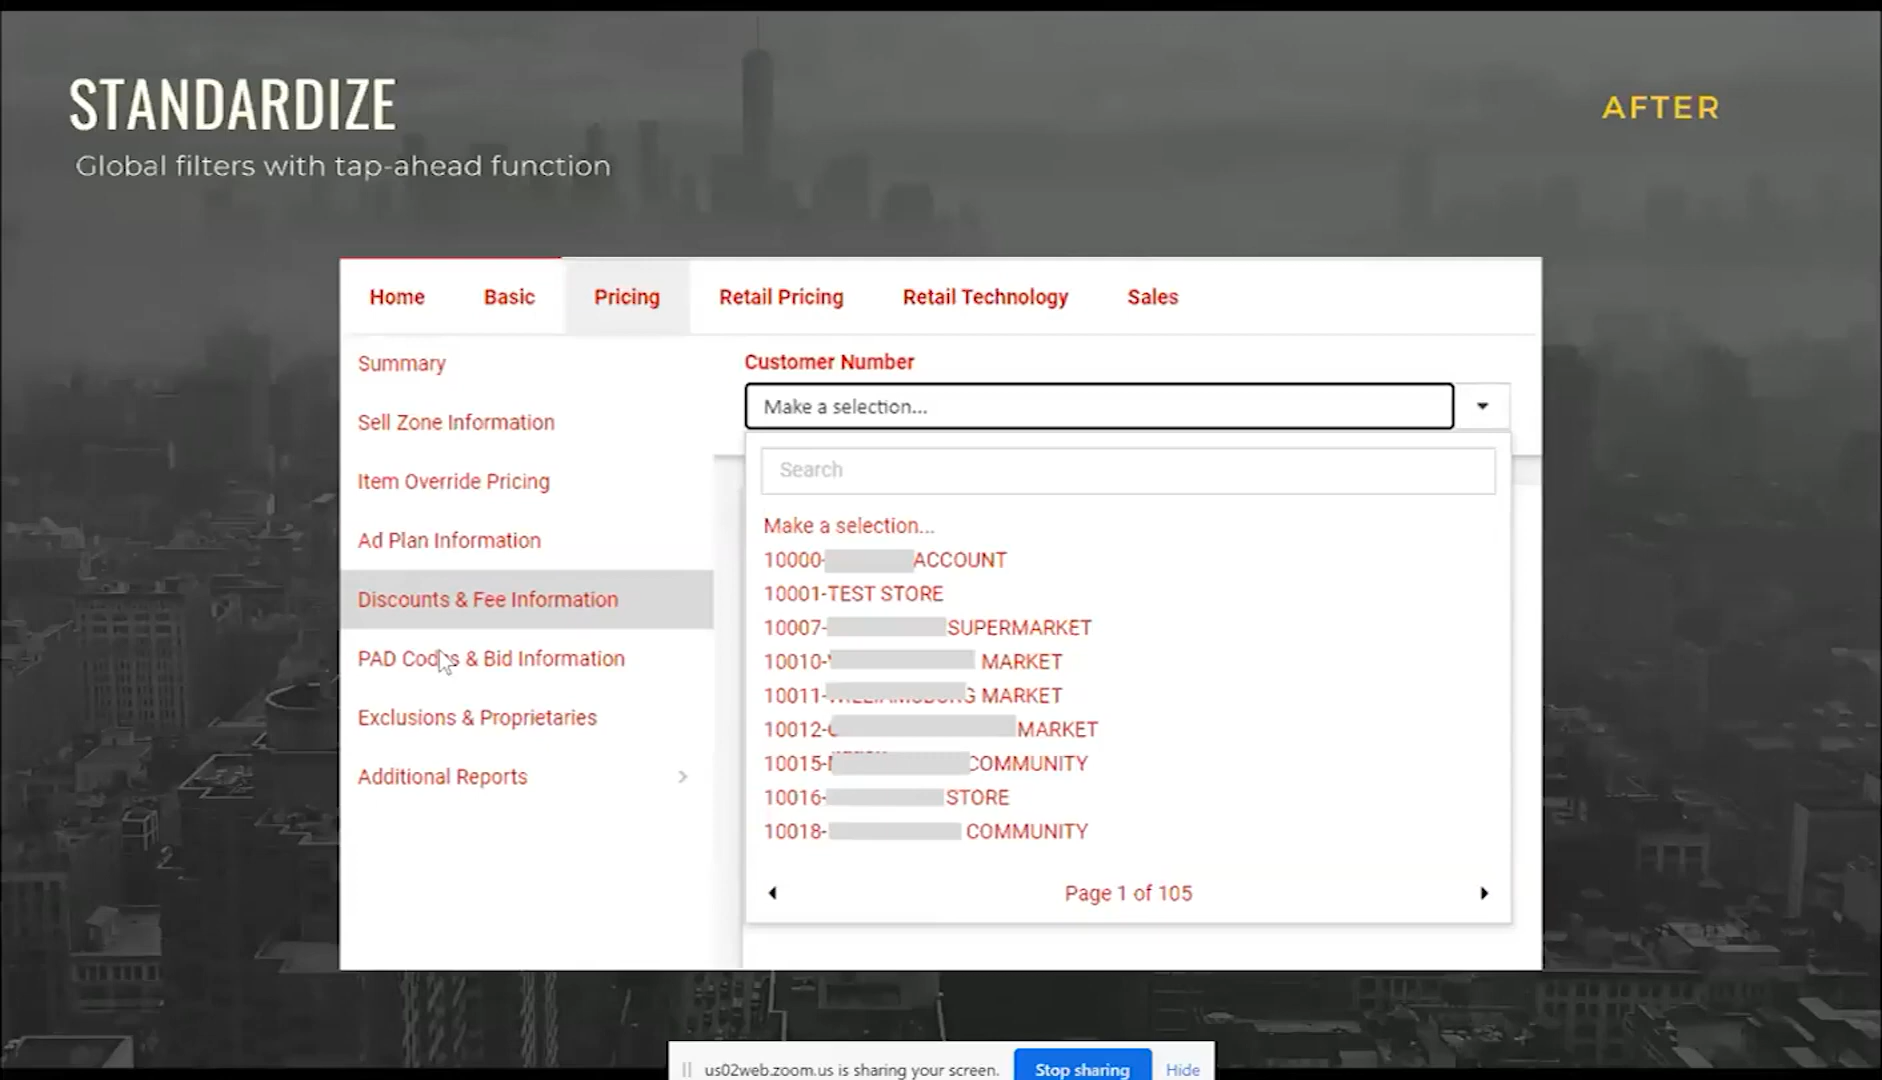 STANDARDIZE
AFTER
Global filters with tap-ahead function
Home Basic Pricing Retail Pricing Retail Technology Sales
Summary
Sell Zone Information
Item Override Pricing
Ad Plan Information
Discounts & Fee Information
PAD Codes & Bid Information
Exclusions & Proprietaries
Additional Reports
Customer Number
Make a selection...
Search
Make a selection...
10000- ACCOUNT
10001-TEST STORE
10007- SUPERMARKET
10010- MARKET
10011- MARKET
10012- MARKET
10015- COMMUNITY
10016- STORE
10018- COMMUNITY
Page 1 of 105
us02web.zoom.us is sharing your screen. Stop sharing Hide